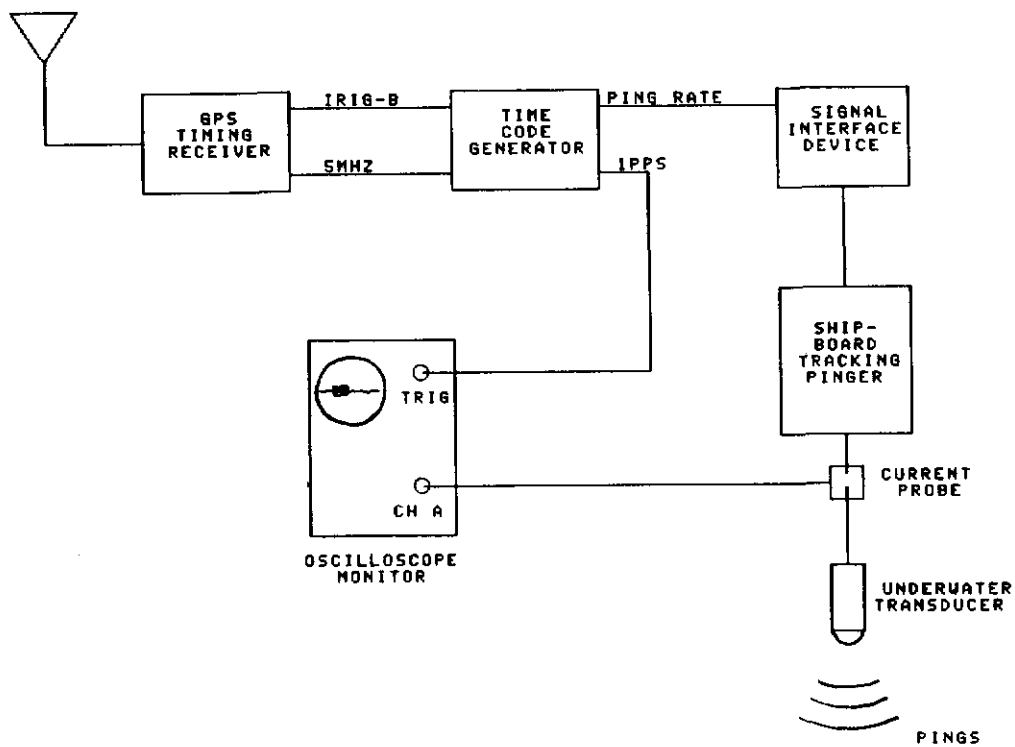 GPS
TIMING
RECEIVER
IRIG-B
5MHZ
TIME
CODE
GENERATOR
PING RATE
1PPS
SIGNAL
INTERFACE
DEVICE
SHIP-
BOARD
TRACKING
PINGER
TRIG
CH A
OSCILLOSCOPE
MONITOR
CURRENT
PROBE
UNDERWATER
TRANSDUCER
PINGS